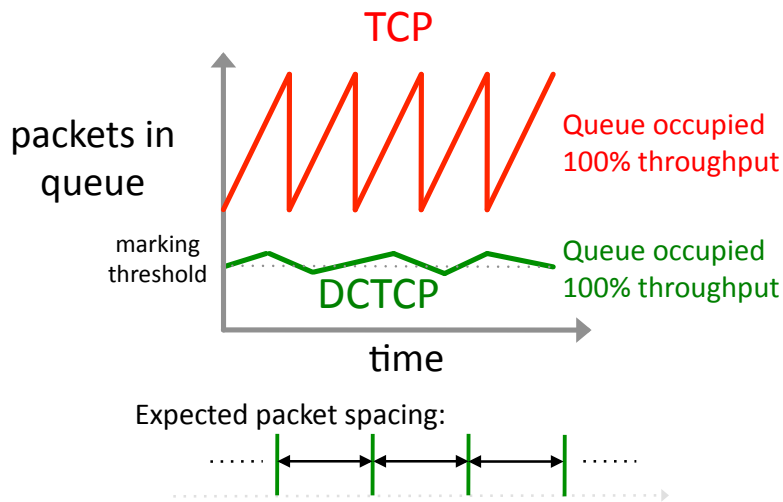 TCP
packets in
queue
Queue occupied
100% throughput
marking
threshold
DCTCP
Queue occupied
100% throughput
time
Expected packet spacing: